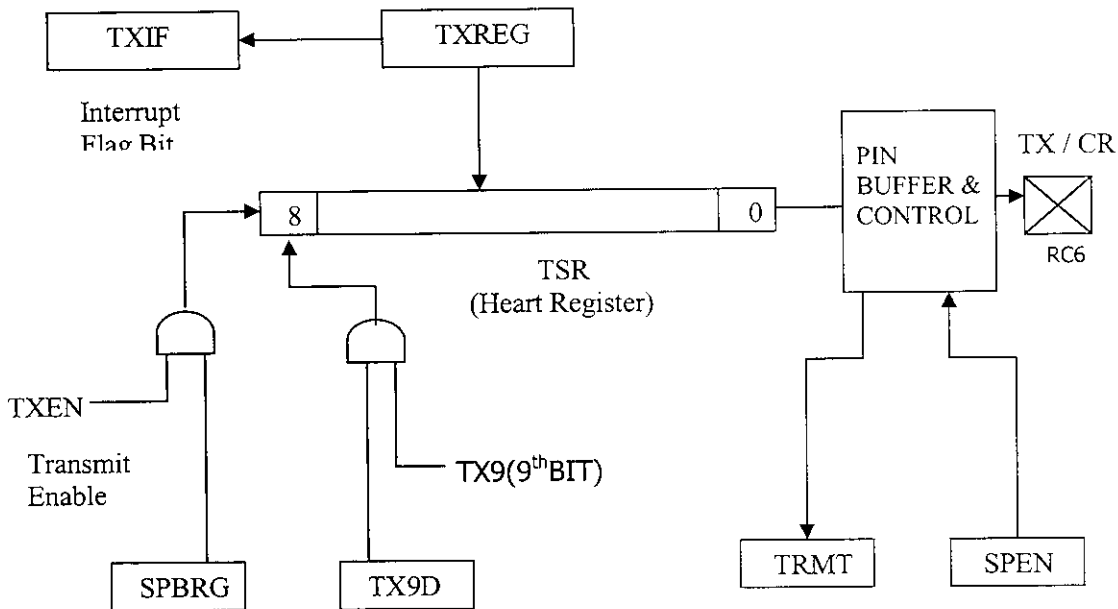 TXIF
TXREG
Interrupt
Flag Bit
8
0
TSR
(Heart Register)
PIN
BUFFER &
CONTROL
TX / CR
RC6
TXEN
Transmit
Enable
TX9(9thBIT)
SPBRG
TX9D
TRMT
SPEN